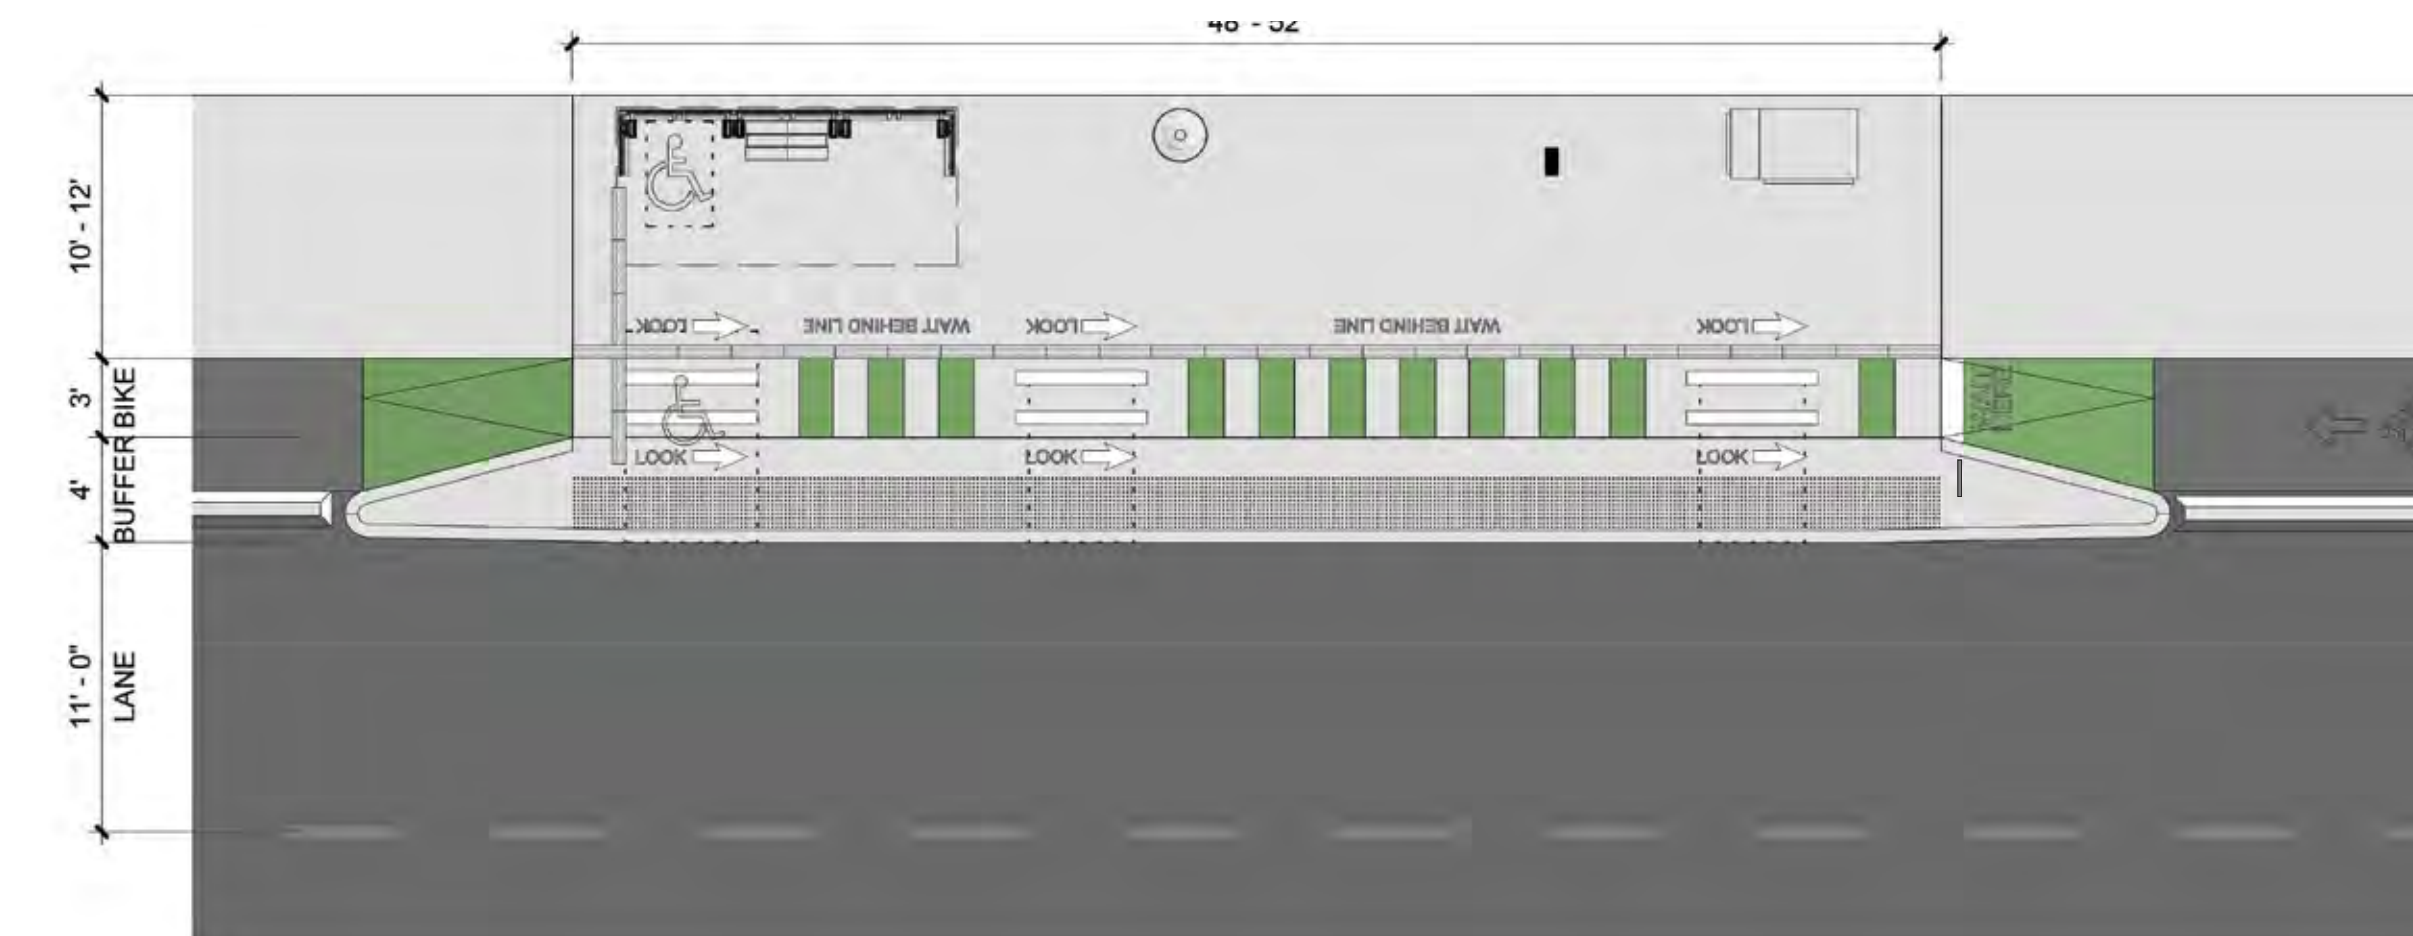 10' - 12'
3'
BIKE
4'
BUFFER
11' - 0"
LANE
LOOK
WAIT BEHIND LINE
LOOK
WAIT BEHIND LINE
LOOK
LOOK
LOOK
LOOK
HERE